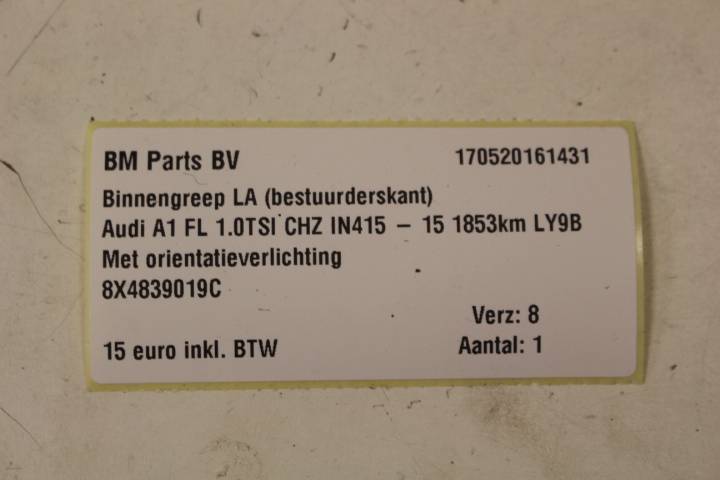 BM Parts BV 170520161431
Binnengreep LA (bestuurderskant)
Audi A1 FL 1.0TSI CHZ IN415 – 15 1853km LY9B
Met orientatieverlichting
8X4839019C
Verz: 8
15 euro inkl. BTW Aantal: 1